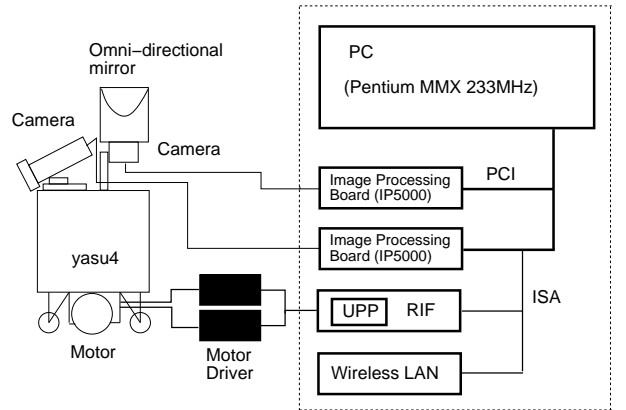 Omni-directional
mirror
Camera
Camera
yasu4
Motor
Motor
Driver
PC
(Pentium MMX 233MHz)
Image Processing
Board (IP5000)
PCI
Image Processing
Board (IP5000)
ISA
UPP
RIF
Wireless LAN